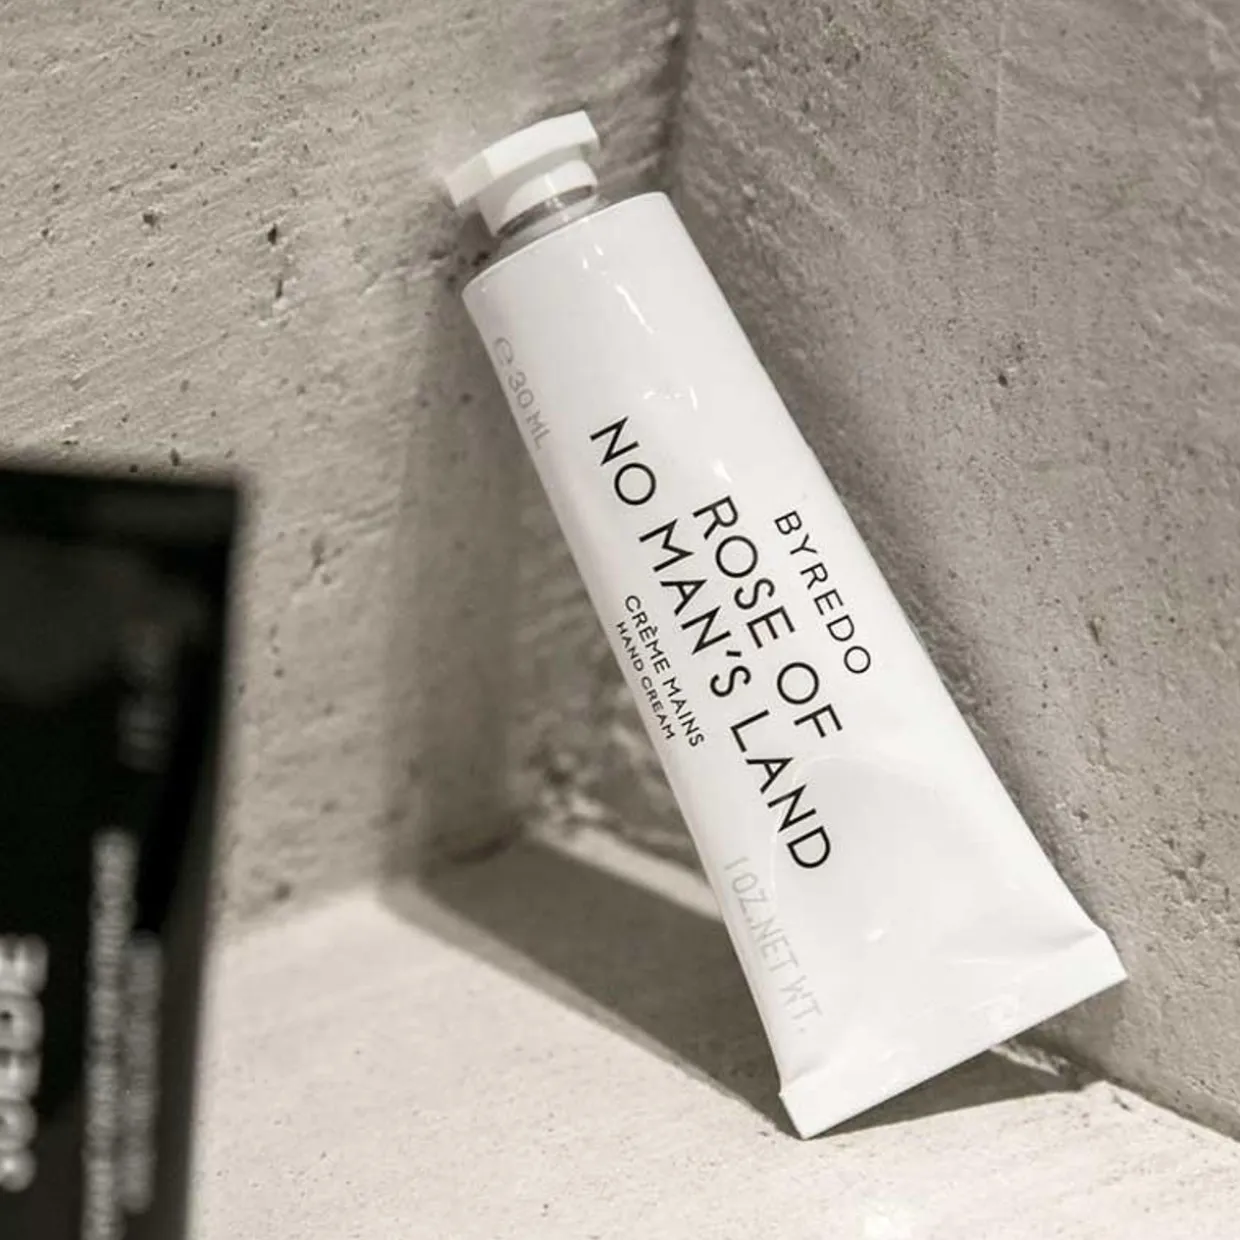 BYREDO
ROSE OF
NO MAN'S LAND
CRÈME MAINS
HAND CREAM
e 30 ML
1 OZ.NET WT.